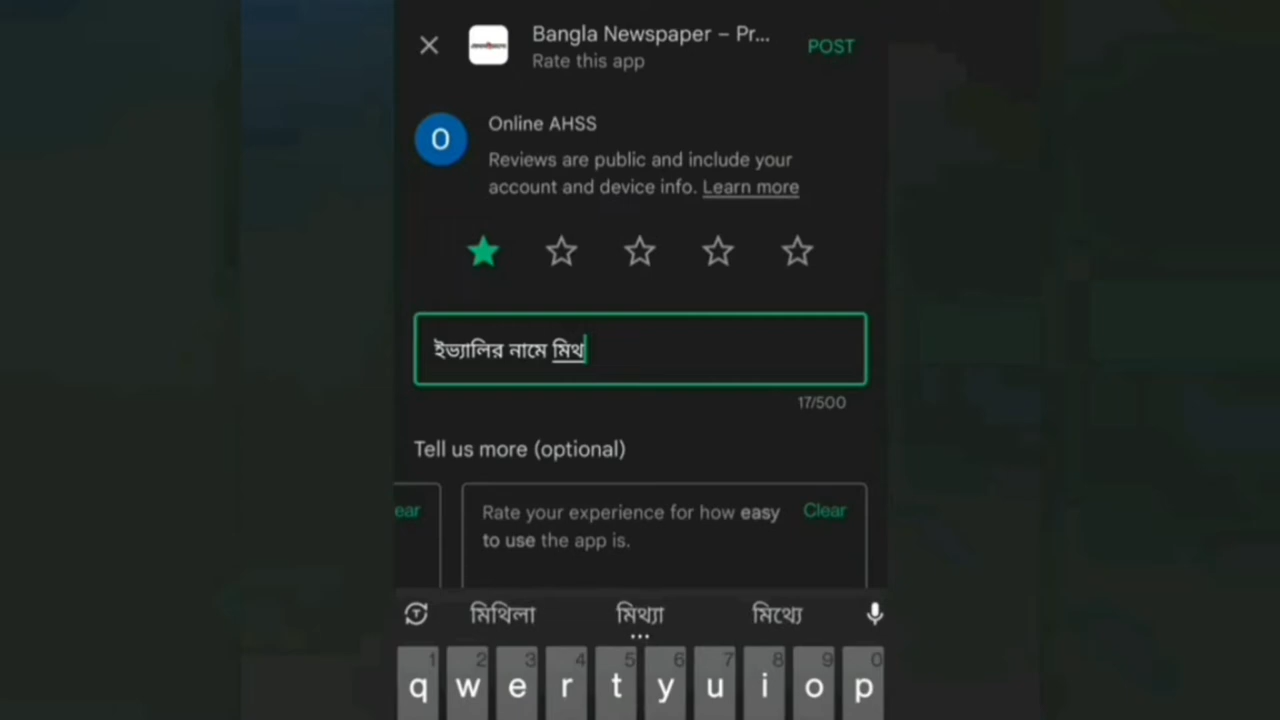 Bangla Newspaper – Pr...
Rate this app
POST
O
Online AHSS
Reviews are public and include your
account and device info. Learn more
ইভ্যালির নামে মিথ
17/500
Tell us more (optional)
ear
Rate your experience for how easy
to use the app is.
Clear
মিথিলা মিথ্যা মিথ্যে
1 2 3 4 5 6 7 8 9 0
q w e r t y u i o p